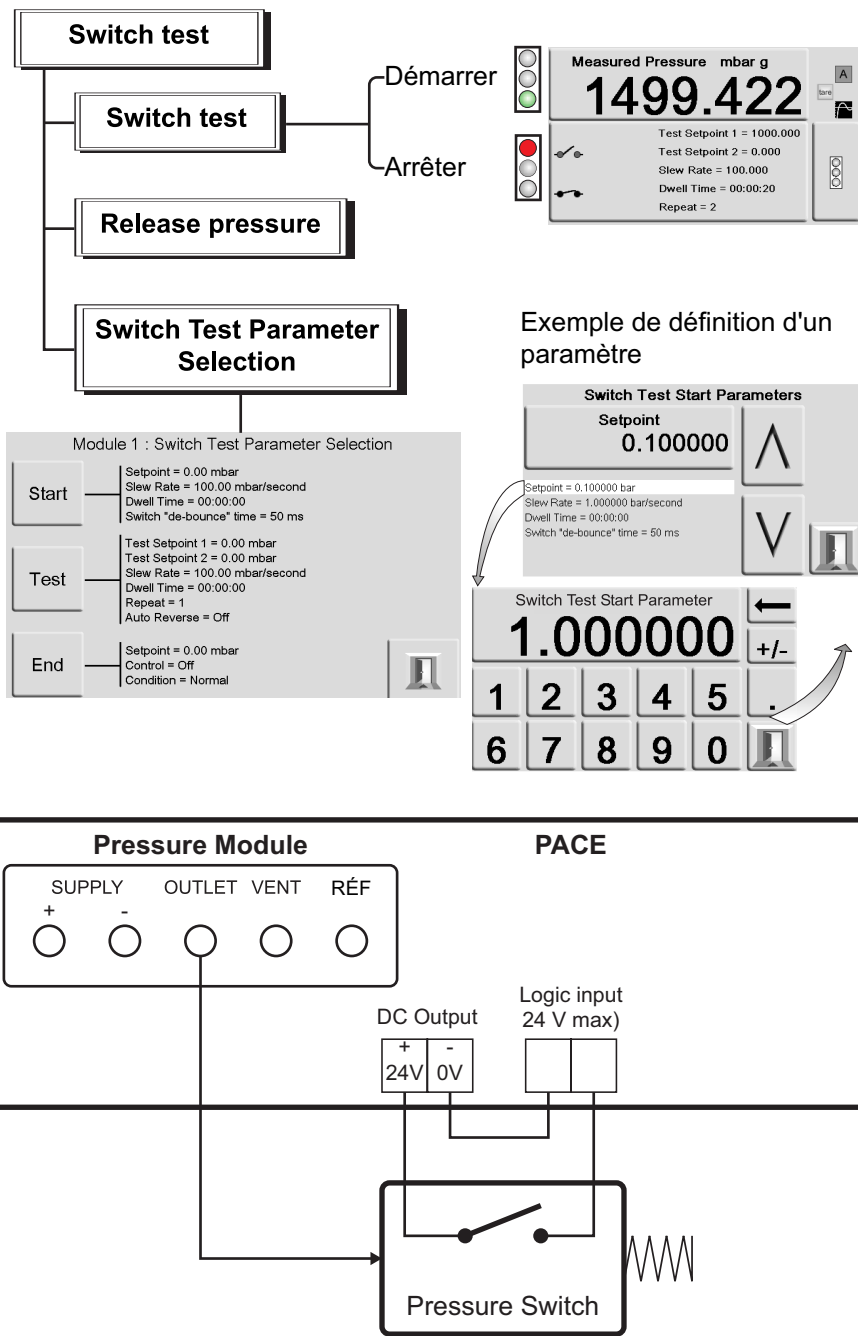 Switch test
Switch test
Démarrer
Arrêter
Release pressure
Switch Test Parameter
Selection
Measured Pressure mbar g
1499.422
A
tare
Test Setpoint 1 = 1000.000
Test Setpoint 2 = 0.000
Slew Rate = 100.000
Dwell Time = 00:00:20
Repeat = 2
Module 1 : Switch Test Parameter Selection
Start
Setpoint = 0.00 mbar
Slew Rate = 100.00 mbar/second
Dwell Time = 00:00:00
Switch "de-bounce" time = 50 ms
Test
Test Setpoint 1 = 0.00 mbar
Test Setpoint 2 = 0.00 mbar
Slew Rate = 100.00 mbar/second
Dwell Time = 00:00:00
Repeat = 1
Auto Reverse = Off
End
Setpoint = 0.00 mbar
Control = Off
Condition = Normal
Exemple de définition d'un
paramètre
Switch Test Start Parameters
Setpoint
0.100000
Setpoint = 0.100000 bar
Slew Rate = 1.000000 bar/second
Dwell Time = 00:00:00
Switch "de-bounce" time = 50 ms
Switch Test Start Parameter
1.000000
+/-
1 2 3 4 5 .
6 7 8 9 0
Pressure Module
PACE
SUPPLY OUTLET VENT RÉF
+ -
DC Output
+ -
24V 0V
Logic input
24 V max)
Pressure Switch